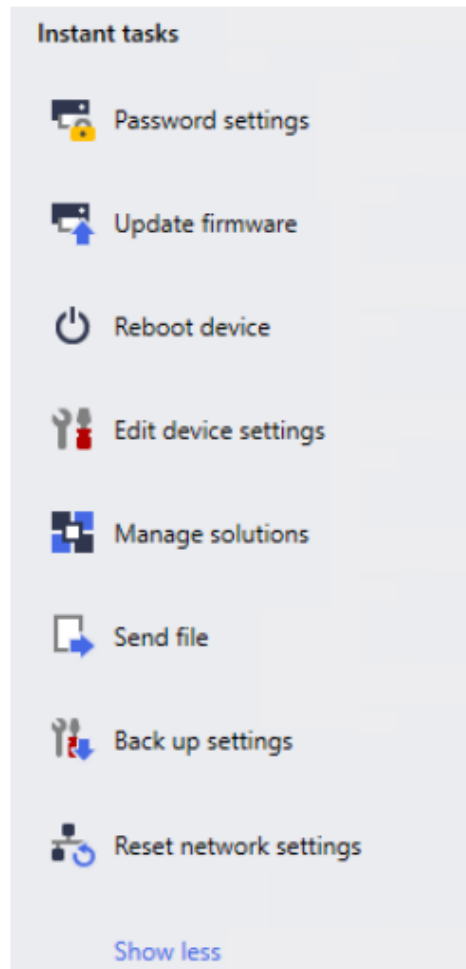 Instant tasks
Password settings
Update firmware
Reboot device
Edit device settings
Manage solutions
Send file
Back up settings
Reset network settings
Show less